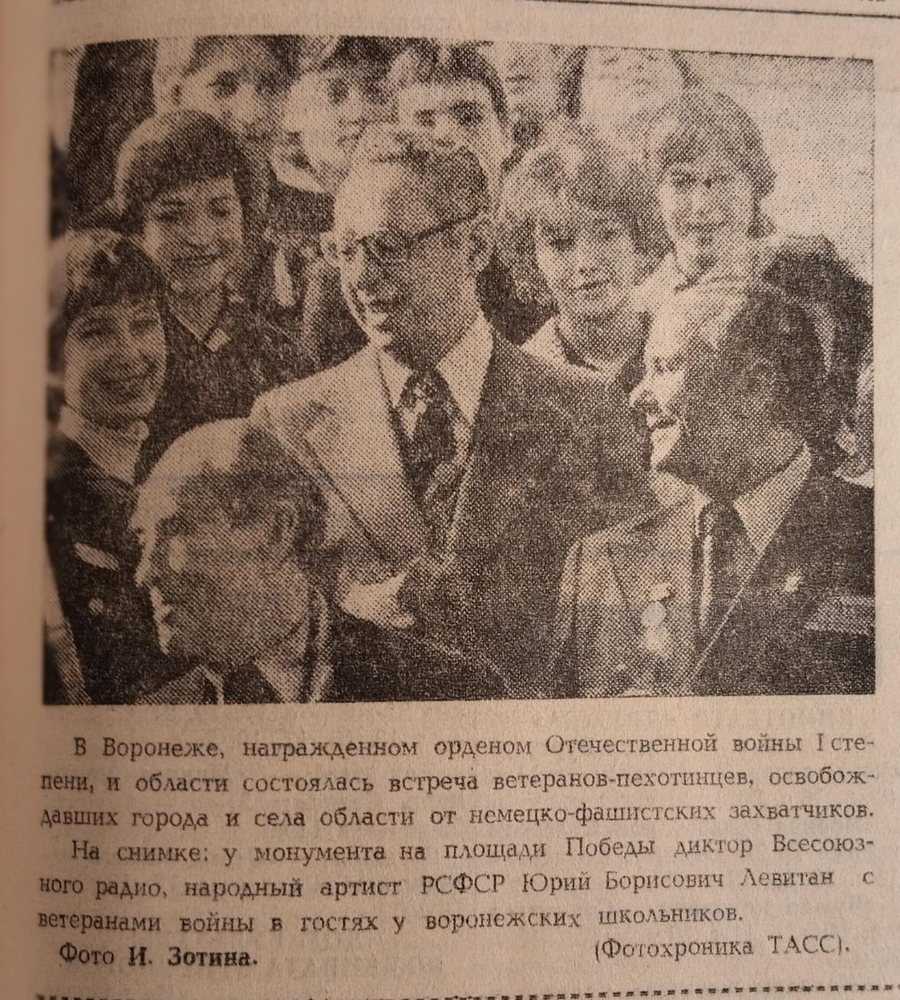 В Воронеже, награжденном орденом Отечественной войны I сте-
пени, и области состоялась встреча ветеранов-пехотинцев, освобож-
давших города и села области от немецко-фашистских захватчиков.
На снимке: у монумента на площади Победы диктор Всесоюз-
ного радио, народный артист РСФСР Юрий Борисович Левитан с
ветеранами войны в гостях у воронежских школьников.
Фото И. Зотина. (Фотохроника ТАСС).